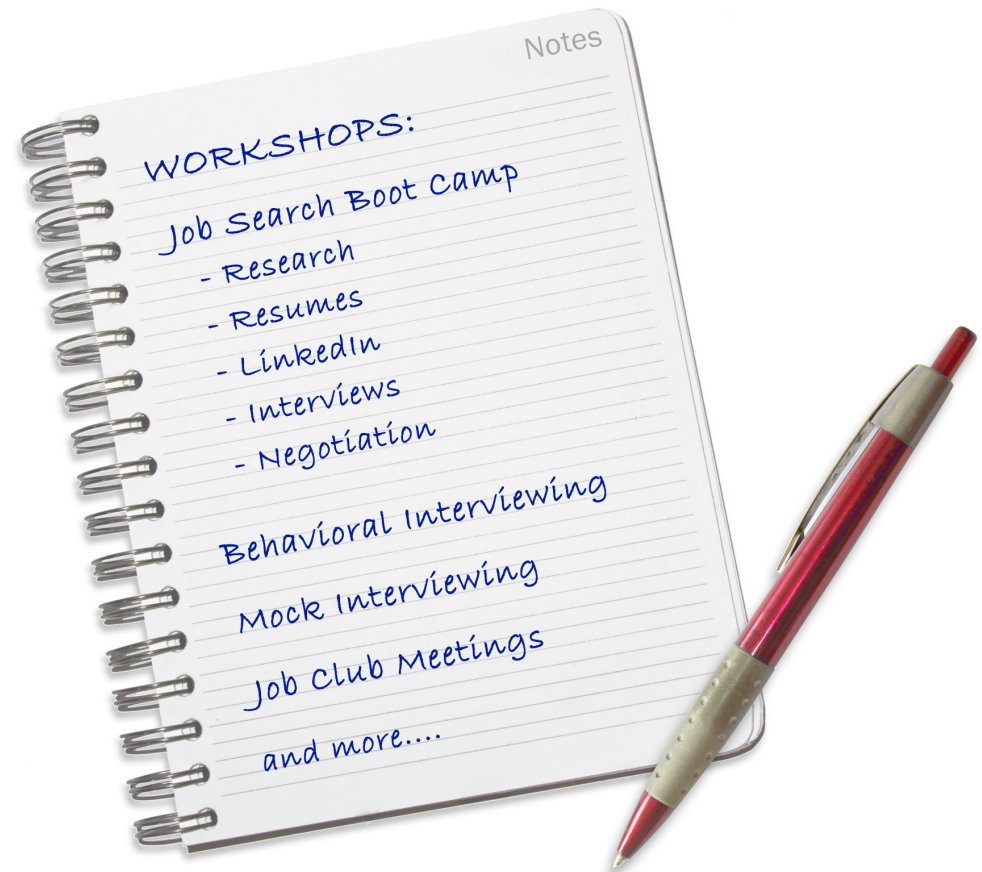 Notes
WORKSHOPS:
Job Search Boot Camp
- Research
- Resumes
- LinkedIn
- Interviews
- Negotiation
Behavioral Interviewing
Mock Interviewing
Job Club Meetings
and more....